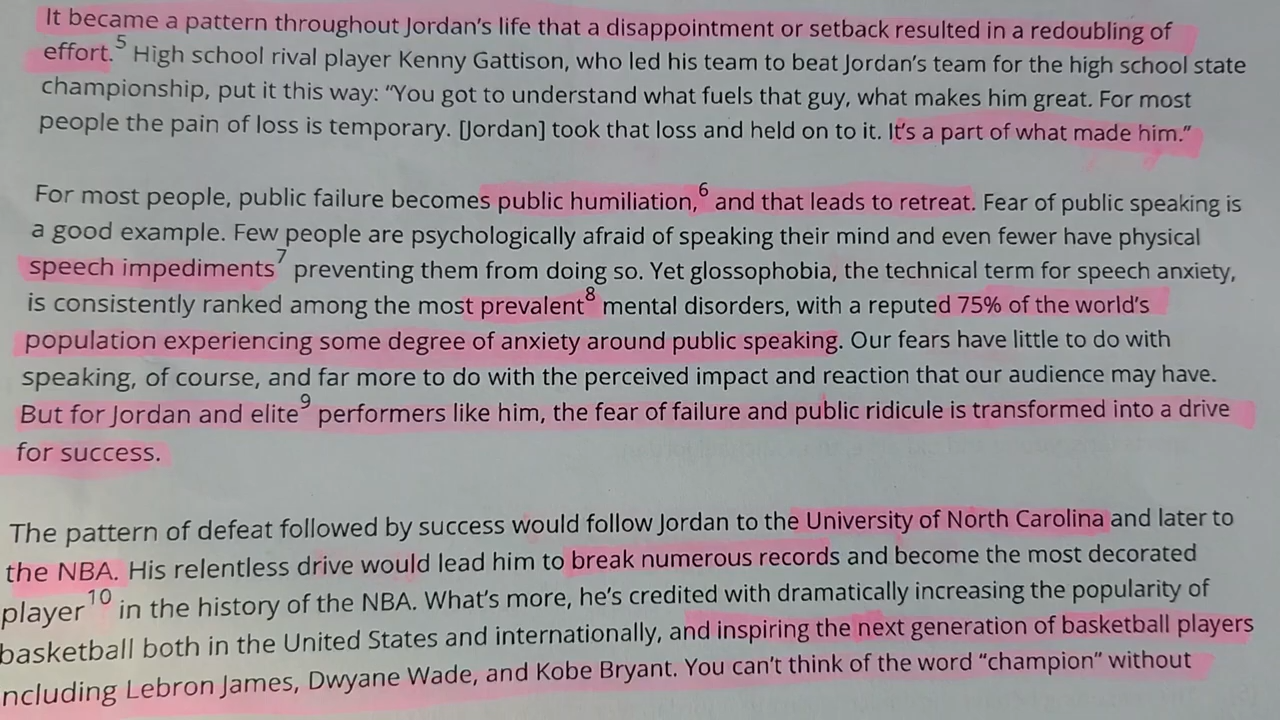 It became a pattern throughout Jordan's life that a disappointment or setback resulted in a redoubling of
effort.5 High school rival player Kenny Gattison, who led his team to beat Jordan's team for the high school state
championship, put it this way: “You got to understand what fuels that guy, what makes him great. For most
people the pain of loss is temporary. [Jordan] took that loss and held on to it. It's a part of what made him.”
For most people, public failure becomes public humiliation,6 and that leads to retreat. Fear of public speaking is
a good example. Few people are psychologically afraid of speaking their mind and even fewer have physical
speech impediments7 preventing them from doing so. Yet glossophobia, the technical term for speech anxiety,
is consistently ranked among the most prevalent8 mental disorders, with a reputed 75% of the world's
population experiencing some degree of anxiety around public speaking. Our fears have little to do with
speaking, of course, and far more to do with the perceived impact and reaction that our audience may have.
But for Jordan and elite9 performers like him, the fear of failure and public ridicule is transformed into a drive
for success.
The pattern of defeat followed by success would follow Jordan to the University of North Carolina and later to
the NBA. His relentless drive would lead him to break numerous records and become the most decorated
player10 in the history of the NBA. What's more, he's credited with dramatically increasing the popularity of
basketball both in the United States and internationally, and inspiring the next generation of basketball players
ncluding Lebron James, Dwyane Wade, and Kobe Bryant. You can't think of the word “champion” without